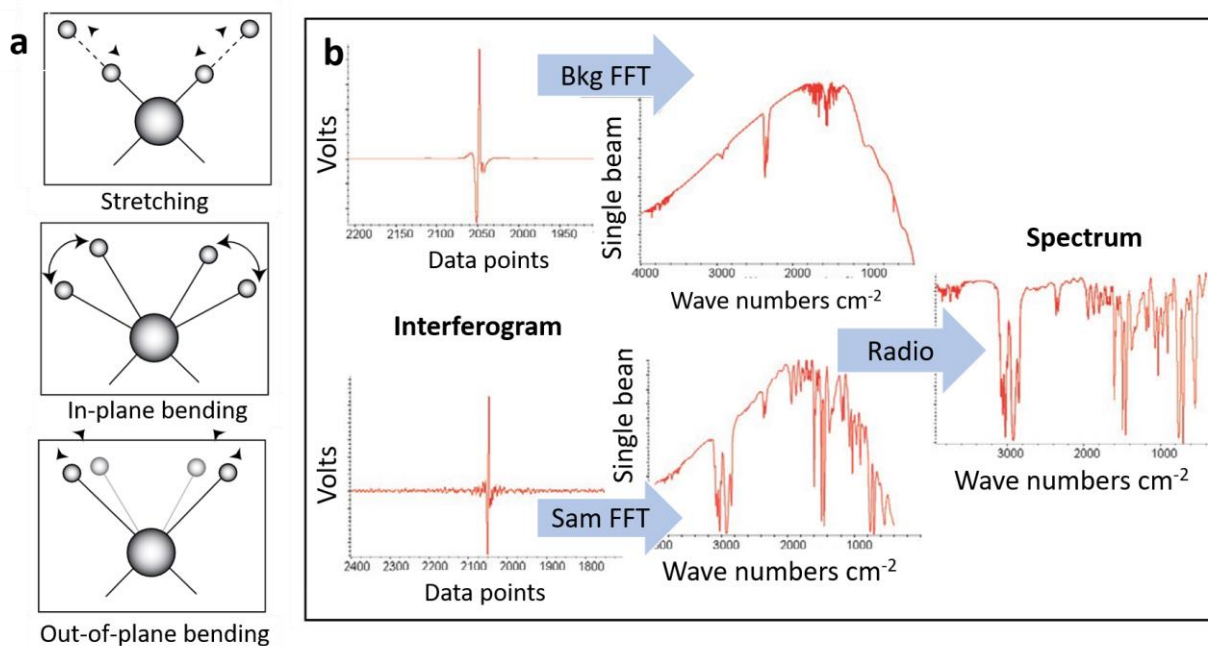 a
Stretching
In-plane bending
Out-of-plane bending
b
Volts
2200 2150 2100 2050 2000 1950 1910
Data points
Bkg FFT
Single beam
4000 3000 2000 1000
Wave numbers cm-2
Interferogram
Volts
2400 2300 2200 2100 2000 1900 1800
Data points
Sam FFT
Single bean
3000 2000 1000
Wave numbers cm-2
Radio
Spectrum
3000 2000 1000
Wave numbers cm-2